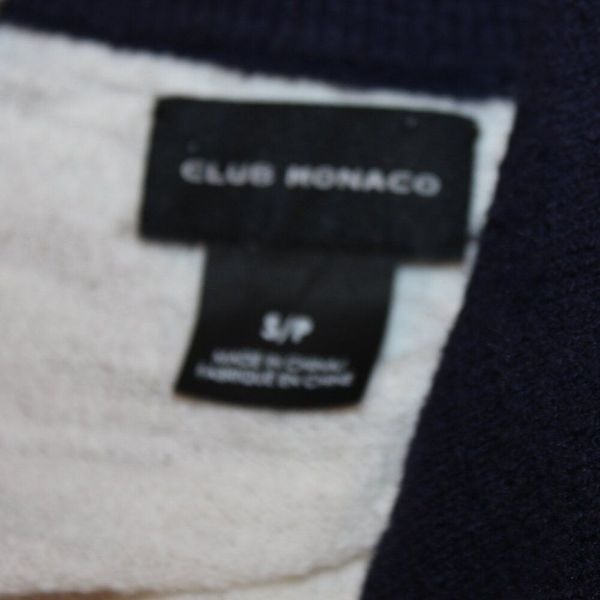 CLUB MONACO
S/P
MADE IN CHINA/
FABRIQUÉ EN CHINE